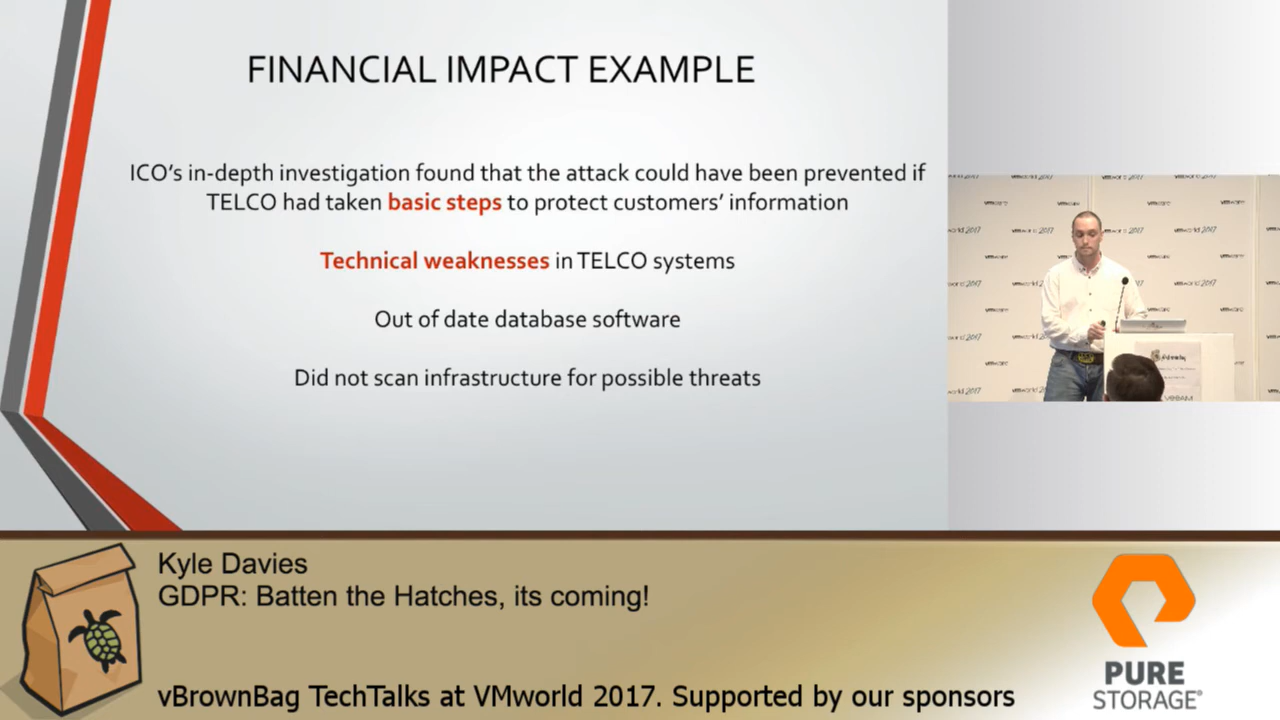 FINANCIAL IMPACT EXAMPLE
ICO's in-depth investigation found that the attack could have been prevented if
TELCO had taken basic steps to protect customers' information
Technical weaknesses in TELCO systems
Out of date database software
Did not scan infrastructure for possible threats
vmware
Kyle Davies
GDPR: Batten the Hatches, its coming!
vBrownBag TechTalks at VMworld 2017. Supported by our sponsors
PURE
STORAGE®